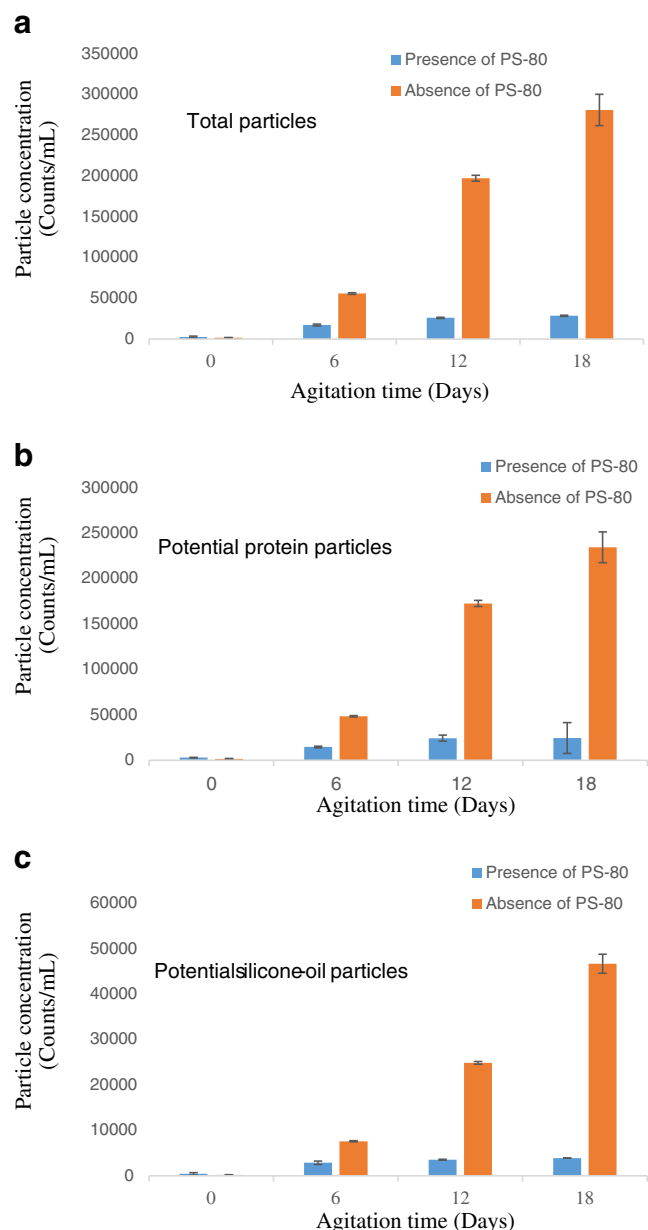 a
350000
Presence of PS-80
300000
Absence of PS-80
250000
Total particles
200000
150000
100000
50000
0
Particle concentration
((Counts/mL)
0 6 12 18
Agitation time (Days)
b
Presence of PS-80
300000
Absence of PS-80
250000
Potential protein particles
200000
150000
100000
50000
0
Particle concentration
((Counts/mL)
0 6 12 18
Agitation time (Days)
c
Presence of PS-80
60000
Absence of PS-80
50000
Potentialsilicone-oil particles
40000
30000
20000
10000
0
Particle concentration
((Counts/mL)
0 6 12 18
Agitation time (Days)